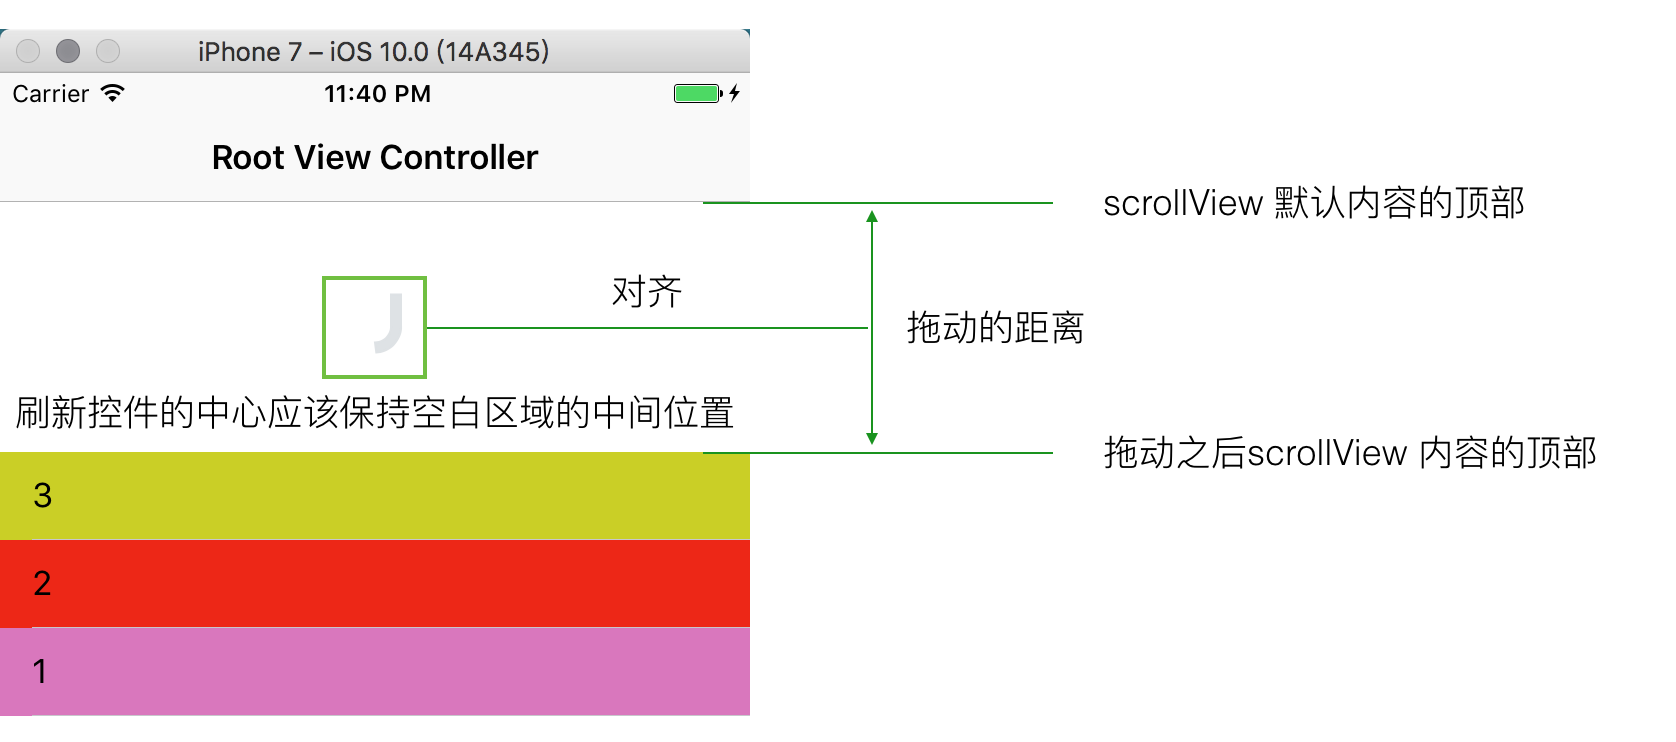 iPhone 7 – iOS 10.0 (14A345)
Carrier 11:40 PM
Root View Controller
scrollView 默认内容的顶部
对齐
拖动的距离
刷新控件的中心应该保持空白区域的中间位置
拖动之后scrollView 内容的顶部
3
2
1